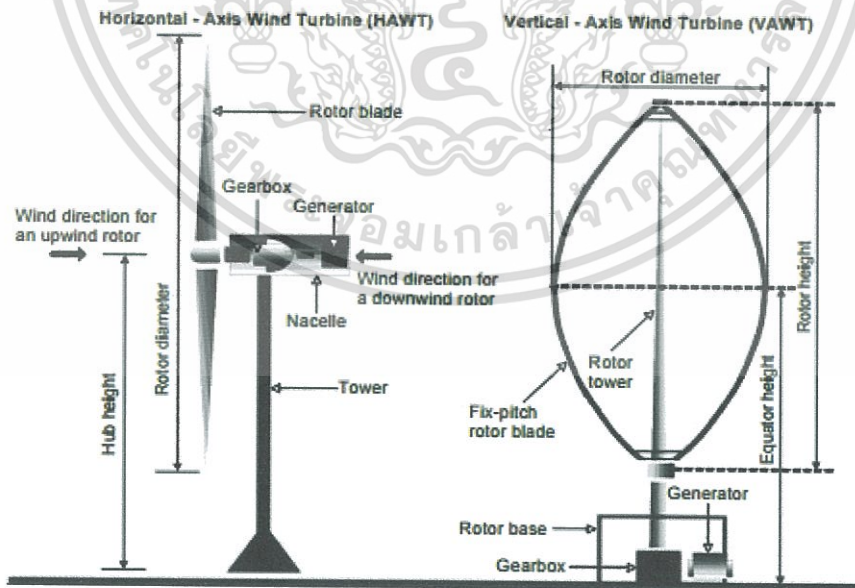 Horizontal - Axis Wind Turbine (HAWT)
Rotor blade
Gearbox
Generator
Wind direction for
an upwind rotor
Wind direction for
a downwind rotor
Nacelle
Rotor diameter
Hub height
Tower
Vertical - Axis Wind Turbine (VAWT)
Rotor diameter
Rotor height
Rotor
tower
Fix-pitch
rotor blade
Equator height
Generator
Rotor base
Gearbox